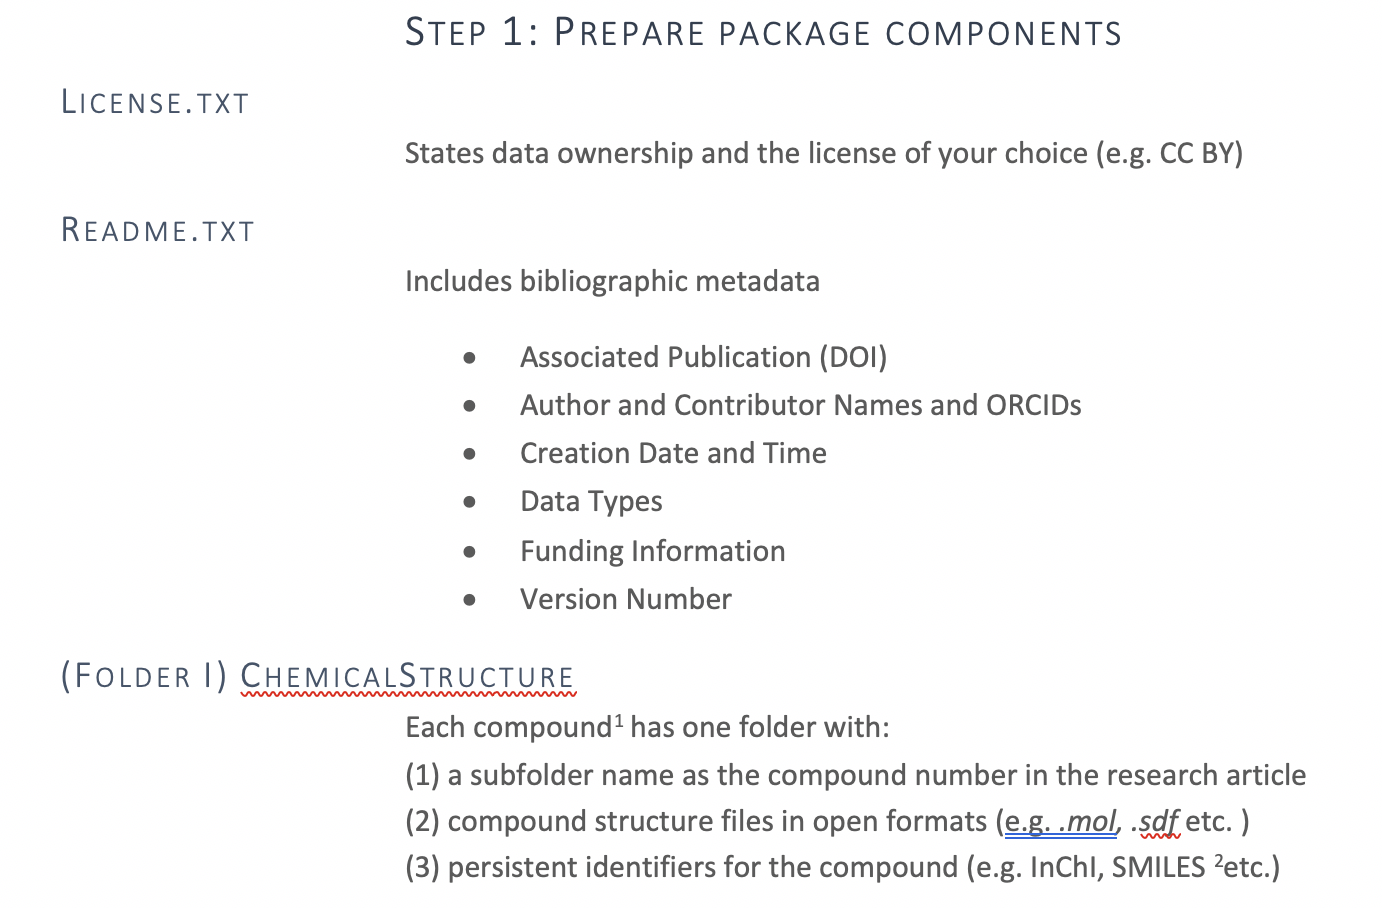 STEP 1: PREPARE PACKAGE COMPONENTS
LICENSE.TXT
States data ownership and the license of your choice (e.g. CC BY)
README.TXT
Includes bibliographic metadata
• Associated Publication (DOI)
• Author and Contributor Names and ORCIDs
• Creation Date and Time
• Data Types
• Funding Information
• Version Number
(FOLDER I) CHEMICALSTRUCTURE
Each compound¹ has one folder with:
(1) a subfolder name as the compound number in the research article
(2) compound structure files in open formats (e.g. .mol, .sdf etc. )
(3) persistent identifiers for the compound (e.g. InChI, SMILES ²etc.)